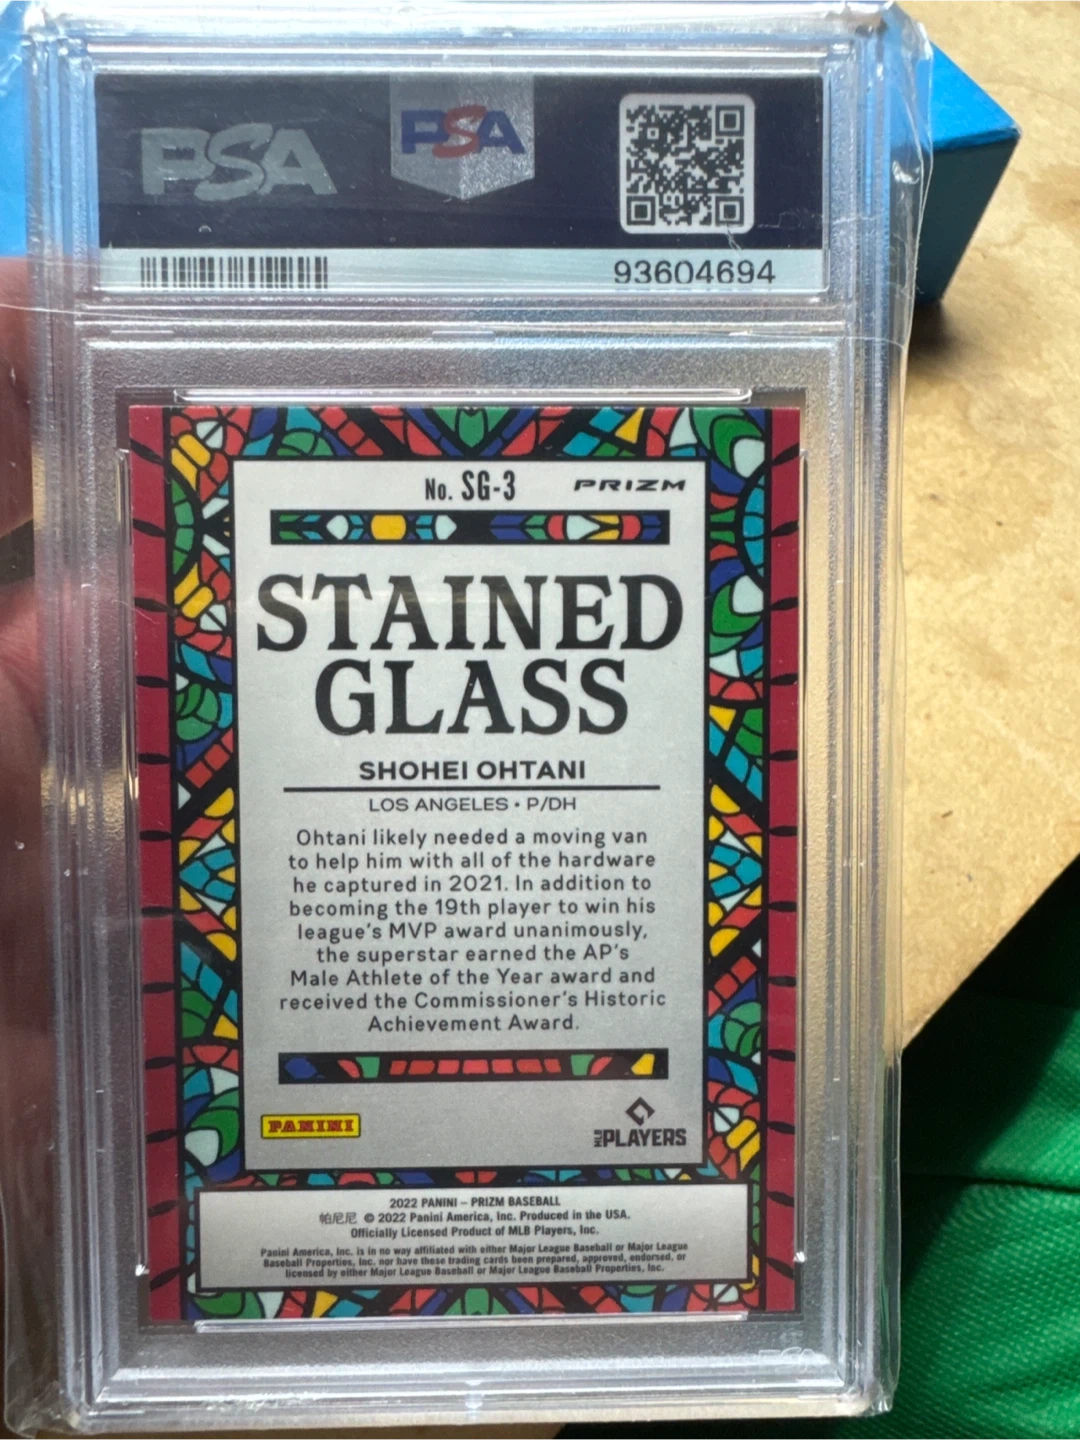 PSA
PSA
93604694
No. SG-3
PRIZM
STAINED
GLASS
SHOHEI OHTANI
LOS ANGELES • P/DH
Ohtani likely needed a moving van
to help him with all of the hardware
he captured in 2021. In addition to
becoming the 19th player to win his
league's MVP award unanimously,
the superstar earned the AP's
Male Athlete of the Year award and
received the Commissioner's Historic
Achievement Award.
PANINI
MLB PLAYERS
2022 PANINI – PRIZM BASEBALL
帕尼尼 © 2022 Panini America, Inc. Produced in the USA.
Officially Licensed Product of MLB Players, Inc.
Panini America, Inc. is in no way affiliated with either Major League Baseball or Major League
Baseball Properties, Inc. nor have these trading cards been prepared, approved, endorsed, or
licensed by either Major League Baseball or Major League Baseball Properties, Inc.
PSA